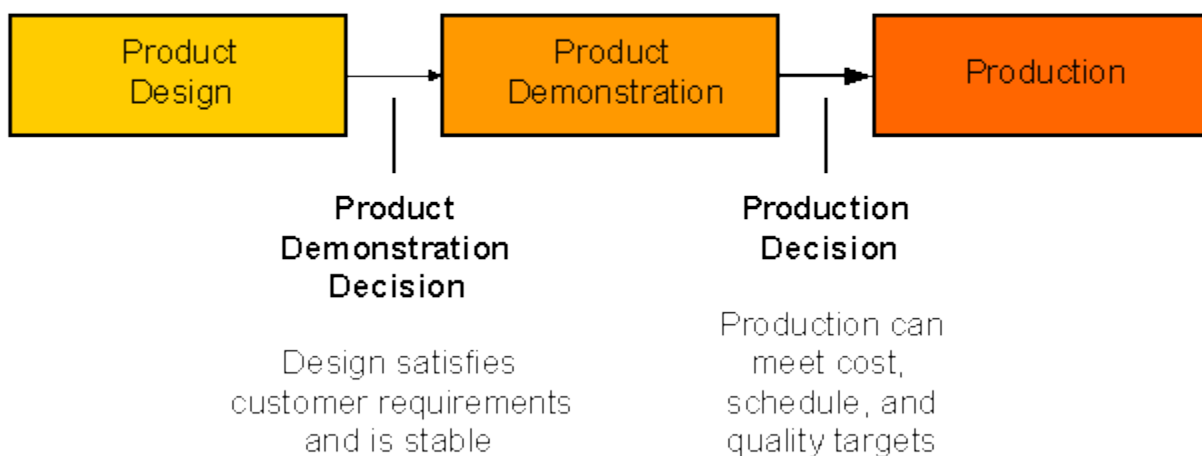 Product
Design
Product
Demonstration
Production
Product
Demonstration
Decision
Design satisfies
customer requirements
and is stable
Production
Decision
Production can
meet cost,
schedule, and
quality targets